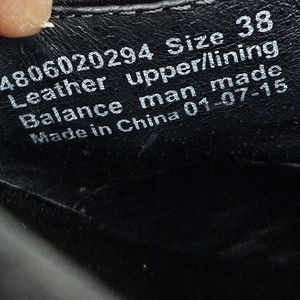 4806020294 Size 38
Leather upper/lining
Balance man made
Made in China 01-07-15